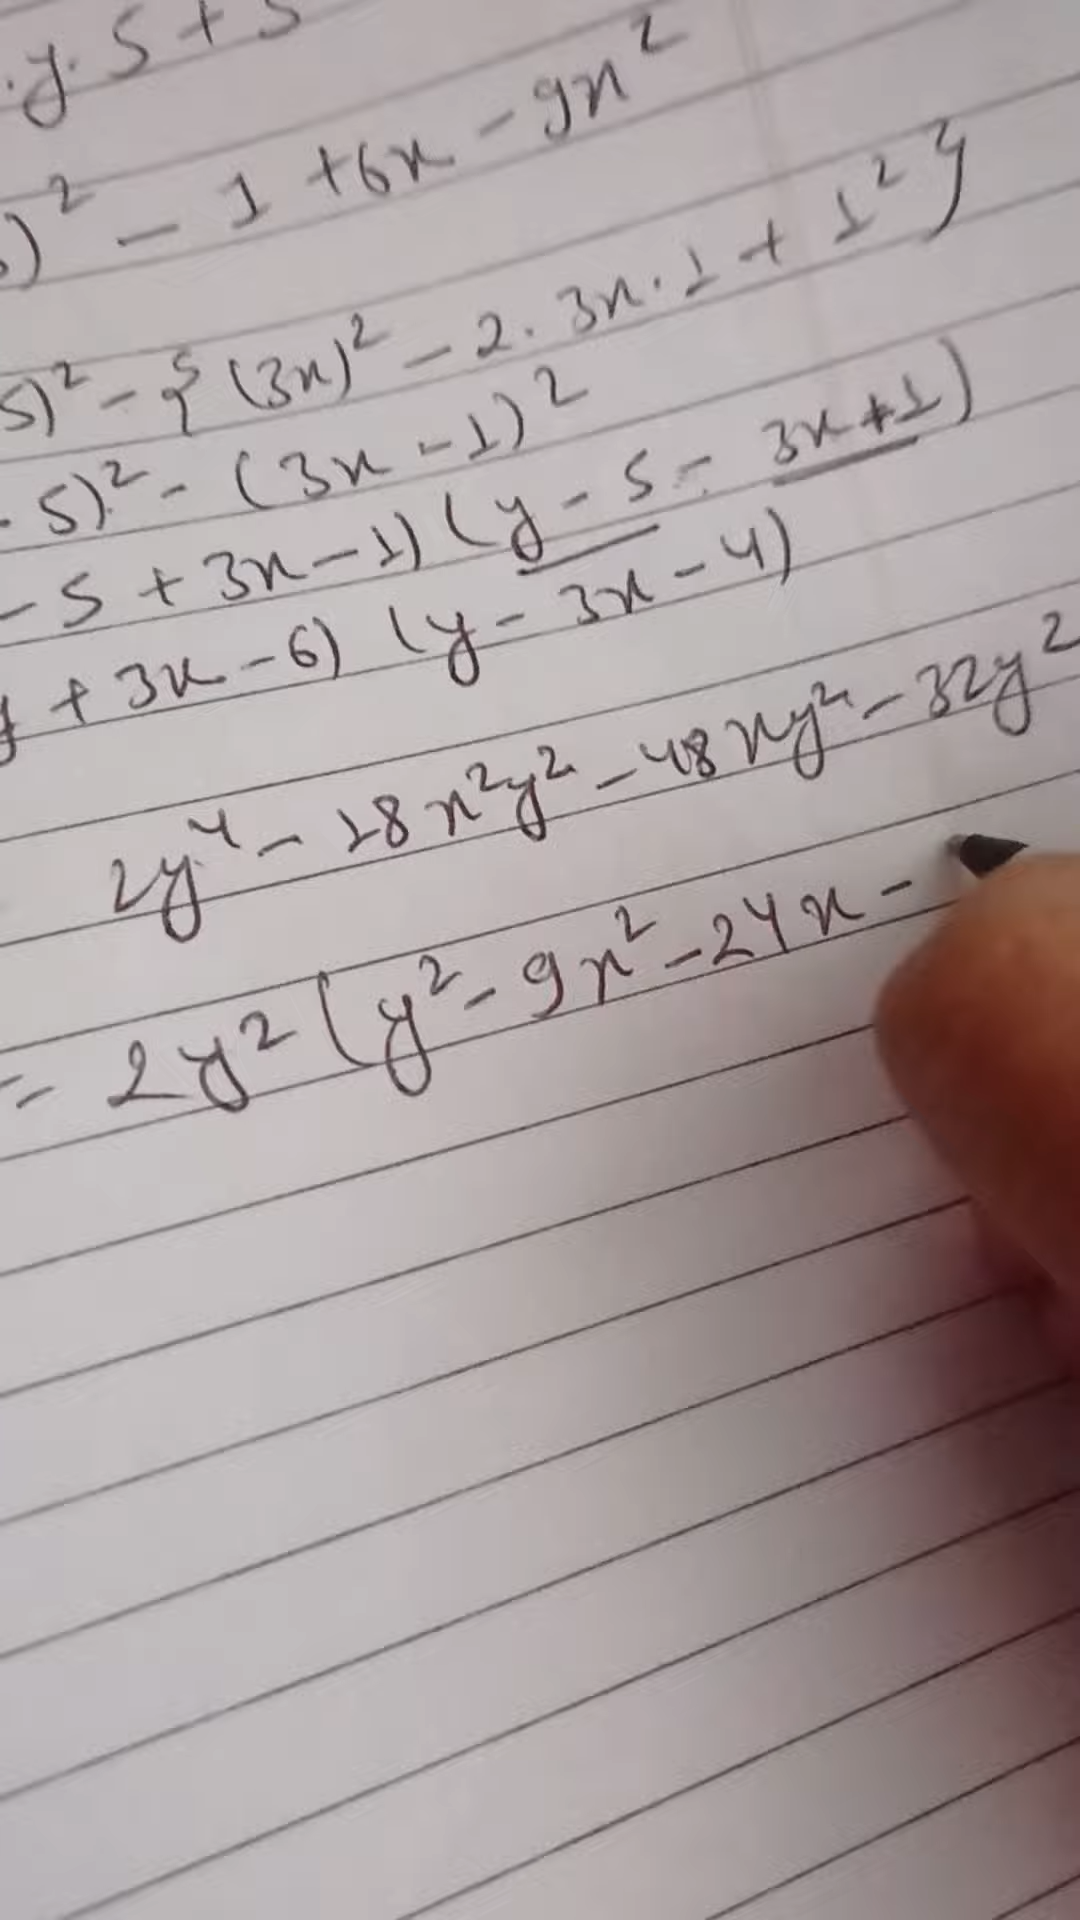 . y. 5 + 5
)² - 1 + 6x - 9x²
5)² - {(3x)² - 2. 3x. 1 + 1²}
- 5)² - (3x - 1)²
- 5 + 3x - 1) (y - 5 - 3x + 1)
y + 3x - 6) (y - 3x - 4)
2y⁴ - 18x²y² - 48xy² - 32y²
= 2y² (y² - 9x² - 24x -